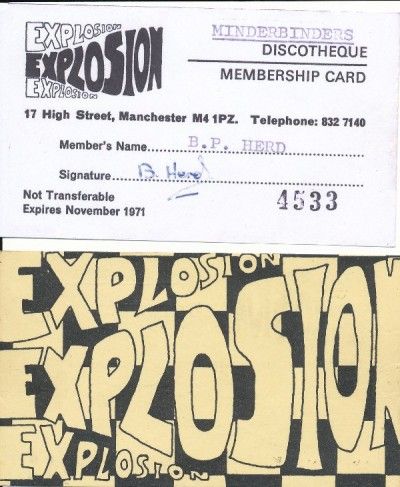 EXPLOSION
EXPLOSION
EXPLOSION
MINDERBINDERS
DISCOTHEQUE
MEMBERSHIP CARD
17 High Street, Manchester M4 1PZ. Telephone: 832 7140
Member's Name B.P. HERD
Signature B. Herd
Not Transferable
4533
Expires November 1971
EXPLOSION
EXPLOSION
EXPLOSION